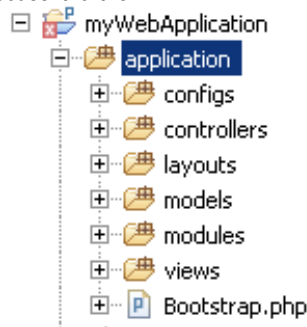 myWebApplication
application
configs
controllers
layouts
models
modules
views
Bootstrap.php